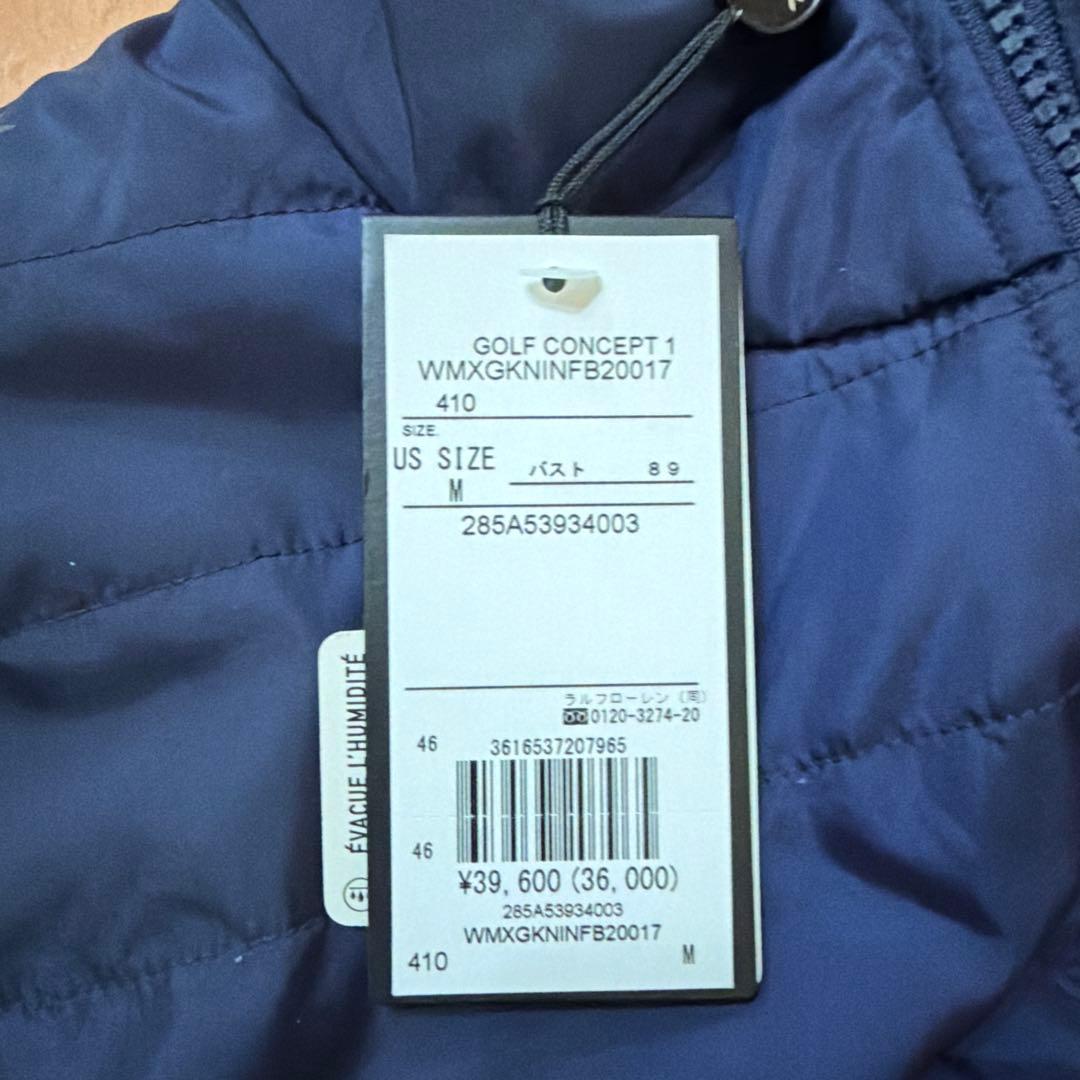 GOLF CONCEPT 1
WMXGKNINFB20017
410
SIZE.
US SIZE
バスト 89
M
285A53934003
ラルフローレン (同)
0120-3274-20
46
3616537207965
46
¥39,600 (36,000)
285A53934003
WMXGKNINFB20017
410
M
ÉVACUE L'HUMIDITÉ